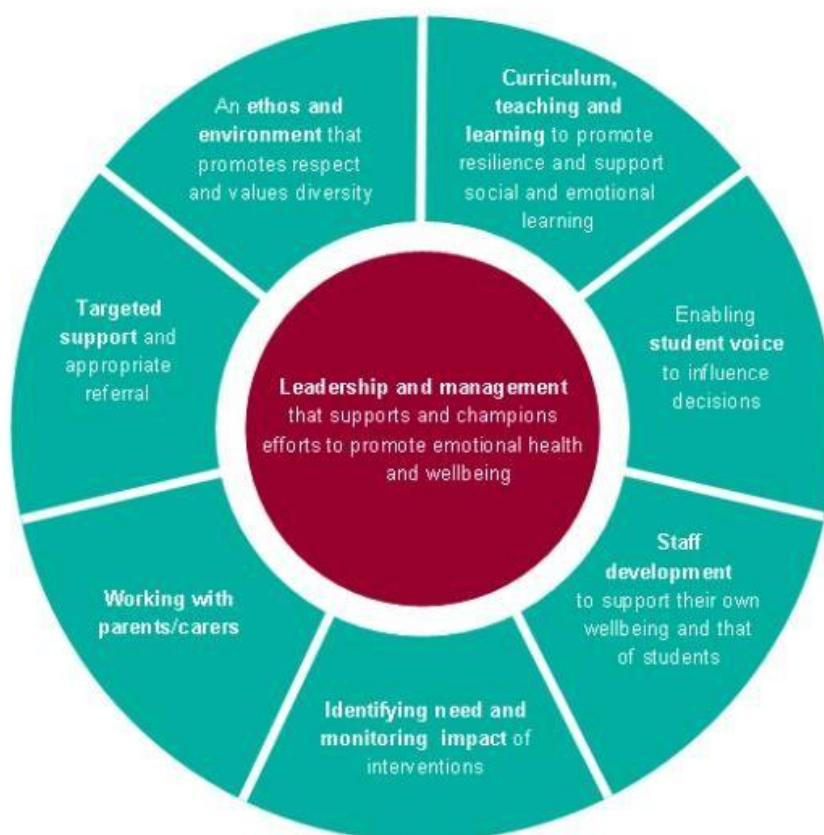 An ethos and
environment that
promotes respect
and values diversity
Curriculum,
teaching and
learning to promote
resilience and support
social and emotional
learning
Enabling
student voice
to influence
decisions
Staff
development
to support their own
wellbeing and that
of students
Identifying need and
monitoring impact of
interventions
Working with
parents/carers
Targeted
support and
appropriate
referral
Leadership and management
that supports and champions
efforts to promote emotional health
and wellbeing